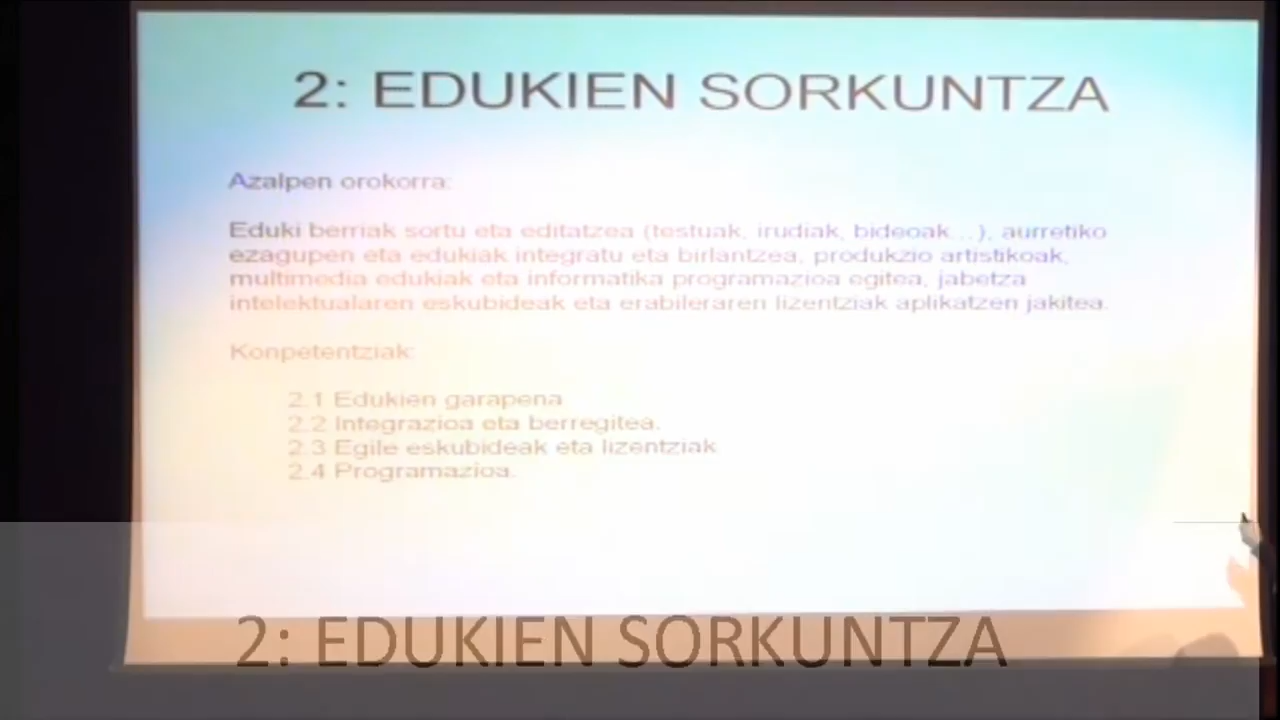 2: EDUKIEN SORKUNTZA
Azalpen orokorra:
Eduki berriak sortu eta editatzea (testuak, irudiak, bideoak...), aurretiko
ezagupen eta edukiak integratu eta birlantzea, produkzio artistikoak,
multimedia edukiak eta informatika programazioa egitea, jabetza
intelektualaren eskubideak eta erabileraren lizentziak aplikatzen jakitea.
Konpetentziak:
2.1 Edukien garapena
2.2 Integrazioa eta berregitea.
2.3 Egile eskubideak eta lizentziak
2.4 Programazioa.
2: EDUKIEN SORKUNTZA